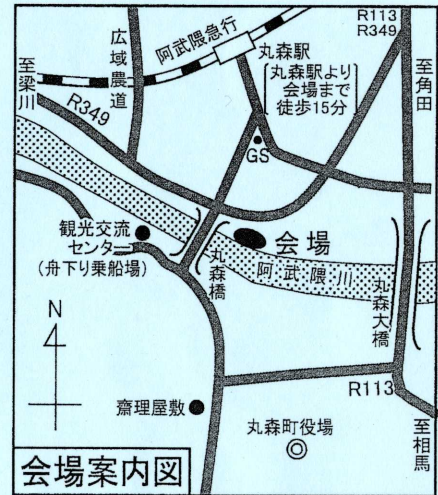 R113
R349
広域農道
阿武隈急行
丸森駅
丸森駅より
会場まで
徒歩15分
至角田
至梁川
R349
GS
観光交流
センター
(舟下り乗船場)
会場
丸森橋
阿武隈川
丸森大橋
N
齋理屋敷
R113
丸森町役場
至相馬
会場案内図